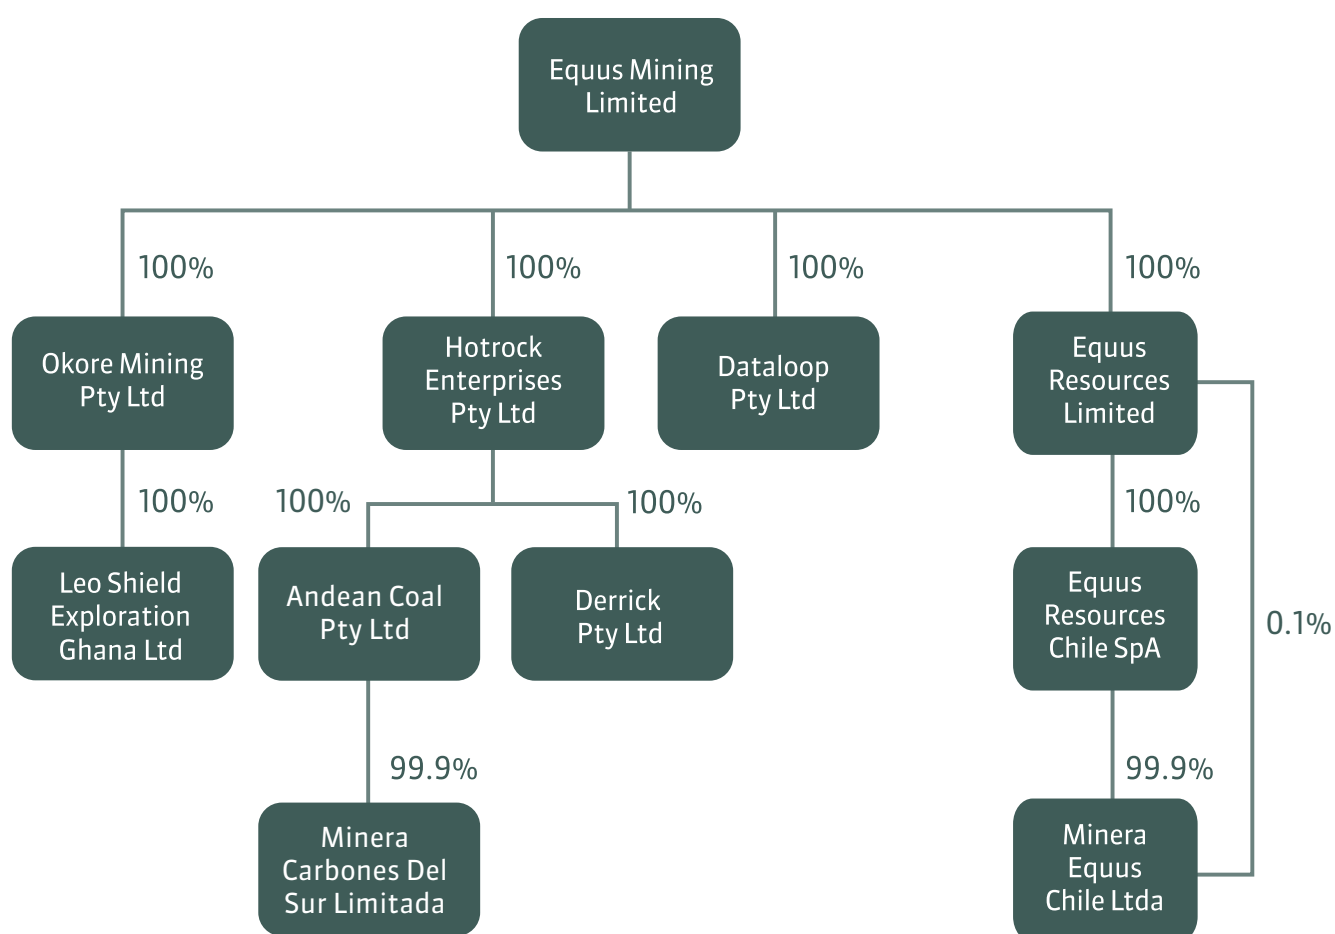 Equus Mining
Limited
100%
100%
100%
100%
Okore Mining
Pty Ltd
Hotrock
Enterprises
Pty Ltd
Dataloop
Pty Ltd
Equus
Resources
Limited
100%
100%
100%
100%
Leo Shield
Exploration
Ghana Ltd
Andean Coal
Pty Ltd
Derrick
Pty Ltd
Equus
Resources
Chile SpA
0.1%
99.9%
99.9%
Minera
Carbones Del
Sur Limitada
Minera
Equus
Chile Ltda